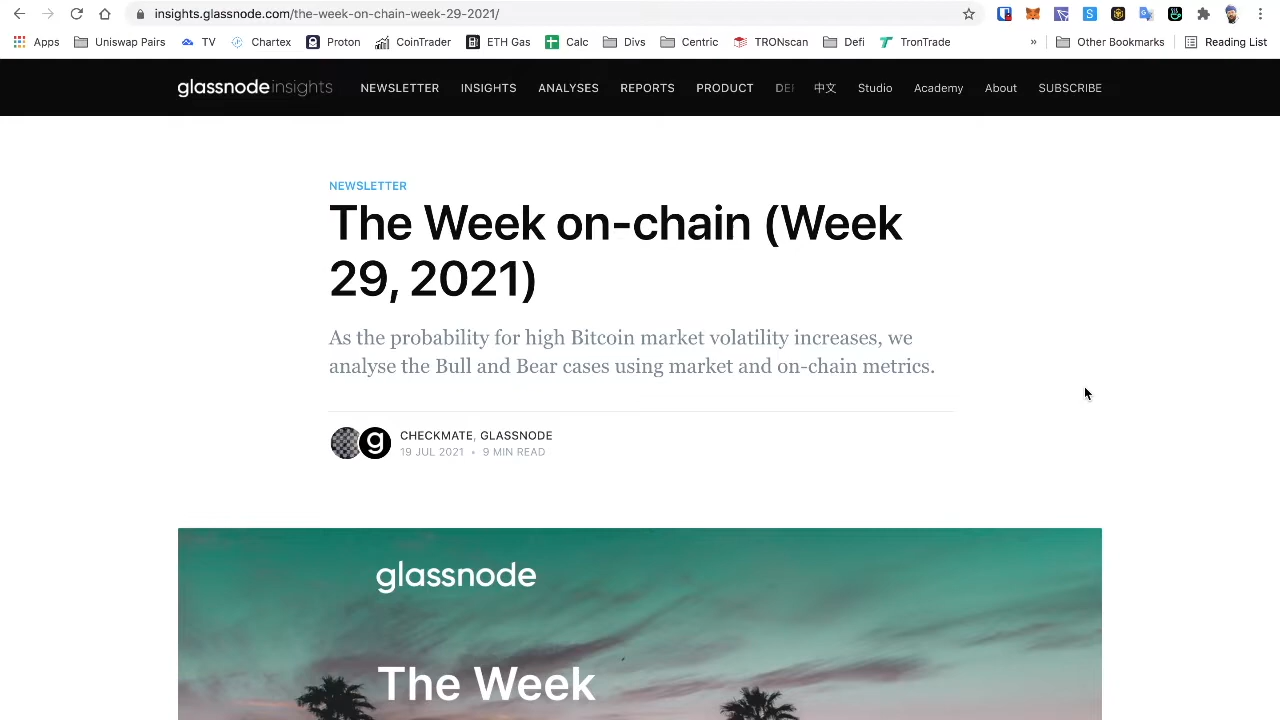 insights.glassnode.com/the-week-on-chain-week-29-2021/
Apps Uniswap Pairs TV Chartex Proton CoinTrader ETH Gas Calc Divs Centric TRONscan Defi TronTrade » Other Bookmarks Reading List
glassnodeinsights NEWSLETTER INSIGHTS ANALYSES REPORTS PRODUCT 中文 Studio Academy About SUBSCRIBE
NEWSLETTER
The Week on-chain (Week
29, 2021)
As the probability for high Bitcoin market volatility increases, we
analyse the Bull and Bear cases using market and on-chain metrics.
g CHECKMATE, GLASSNODE
19 JUL 2021 • 9 MIN READ
glassnode
The Week